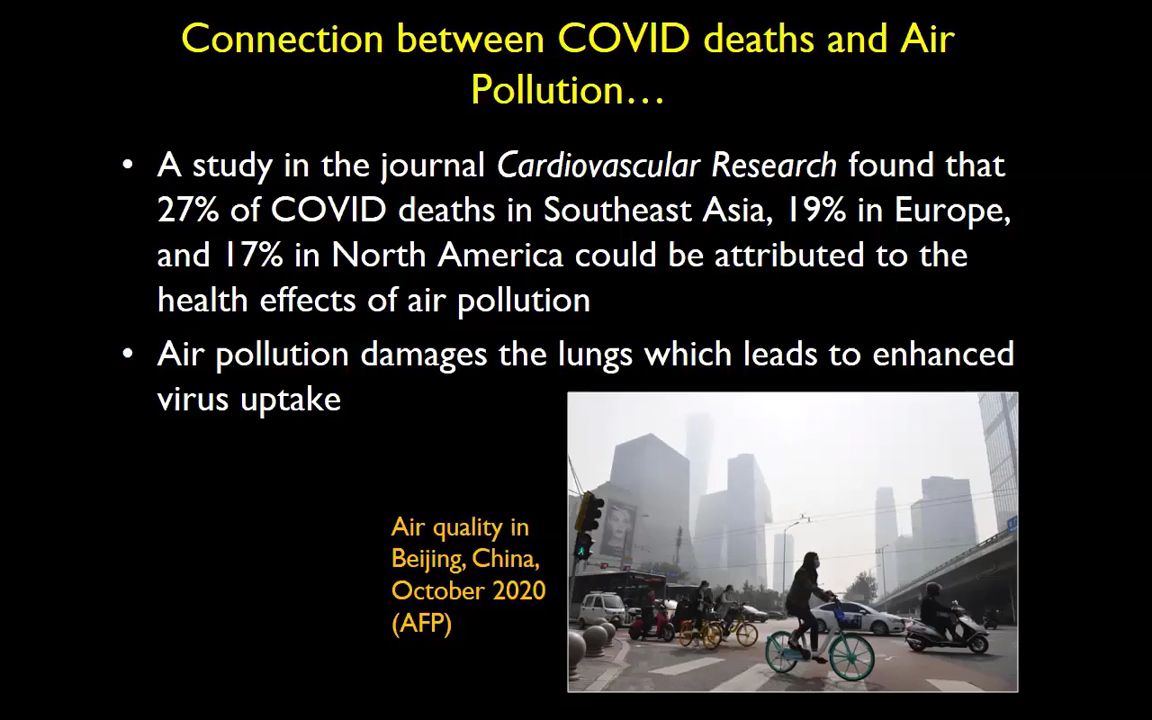 Connection between COVID deaths and Air
Pollution…
• A study in the journal Cardiovascular Research found that
27% of COVID deaths in Southeast Asia, 19% in Europe,
and 17% in North America could be attributed to the
health effects of air pollution
• Air pollution damages the lungs which leads to enhanced
virus uptake
Air quality in
Beijing, China,
October 2020
(AFP)